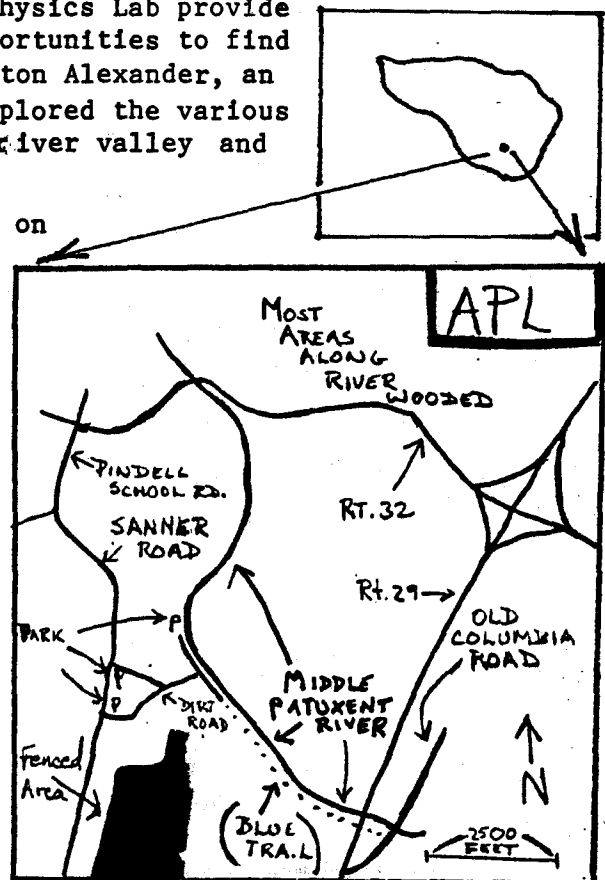 hysics Lab provide
ortunities to find
ton Alexander, an
plored the various
river valley and
on
APL
MOST
AREAS
ALONG
RIVER
WOODED
PINDELL
SCHOOL RD.
RT. 32
SANNER
ROAD
Rt. 29
OLD
COLUMBIA
ROAD
PARK
P
P
P
DIRT
ROAD
MIDDLE
PATUXENT
RIVER
Fenced
Area
(BLUE
TRAIL)
N
2500
FEET